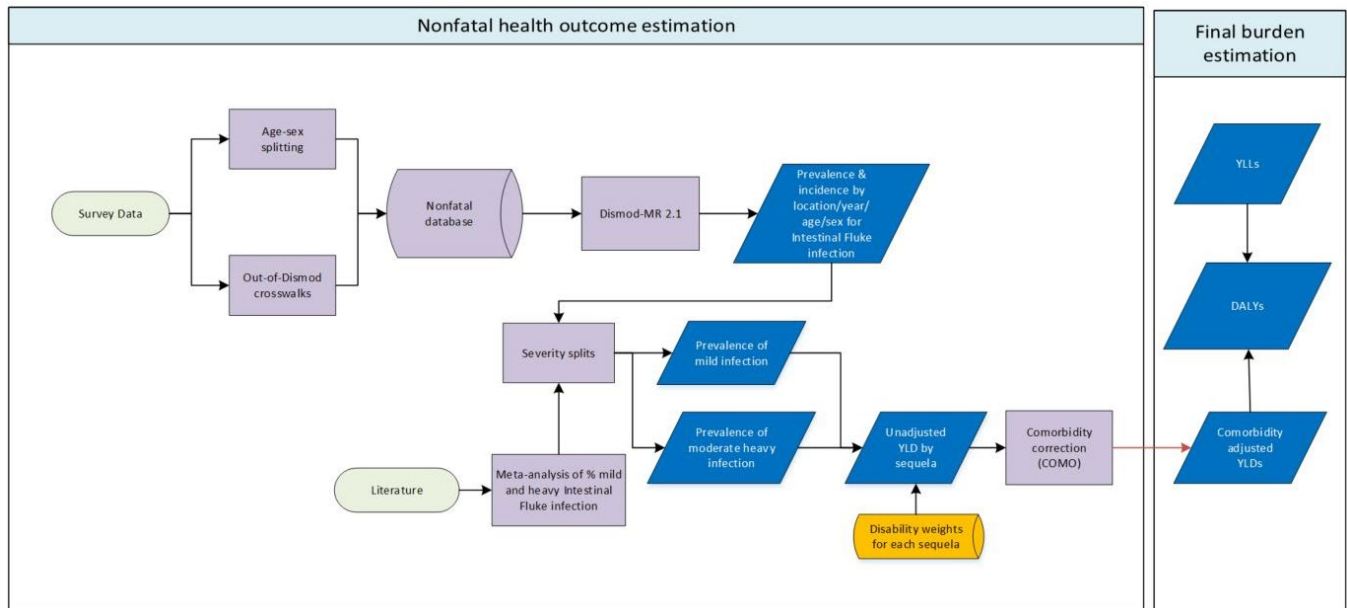 Nonfatal health outcome estimation
Final burden
estimation
Age-sex
splitting
Survey Data
Out-of-Dismod
crosswalks
Nonfatal
database
Dismod-MR 2.1
Prevalence &
incidence by
location/year/
age/sex for
Intestinal Fluke
infection
YLLs
DALYs
Severity splits
Prevalence of
mild infection
Prevalence of
moderate heavy
infection
Literature
Meta-analysis of % mild
and heavy Intestinal
Fluke infection
Unadjusted
YLD by
sequela
Comorbidity
correction
(COMO)
Comorbidity
adjusted
YLDs
Disability weights
for each sequela